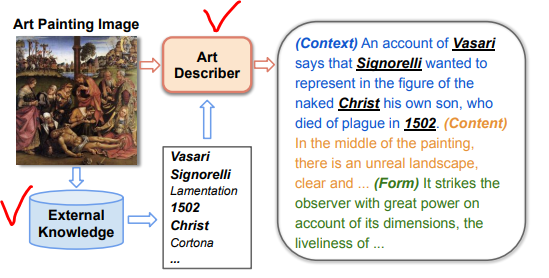 Art Painting Image
Art
Describer
External
Knowledge
Vasari
Signorelli
Lamentation
1502
Christ
Cortona
...
(Context) An account of Vasari
says that Signorelli wanted to
represent in the figure of the
naked Christ his own son, who
died of plague in 1502. (Content)
In the middle of the painting,
there is an unreal landscape,
clear and ... (Form) It strikes the
observer with great power on
account of its dimensions, the
liveliness of ...